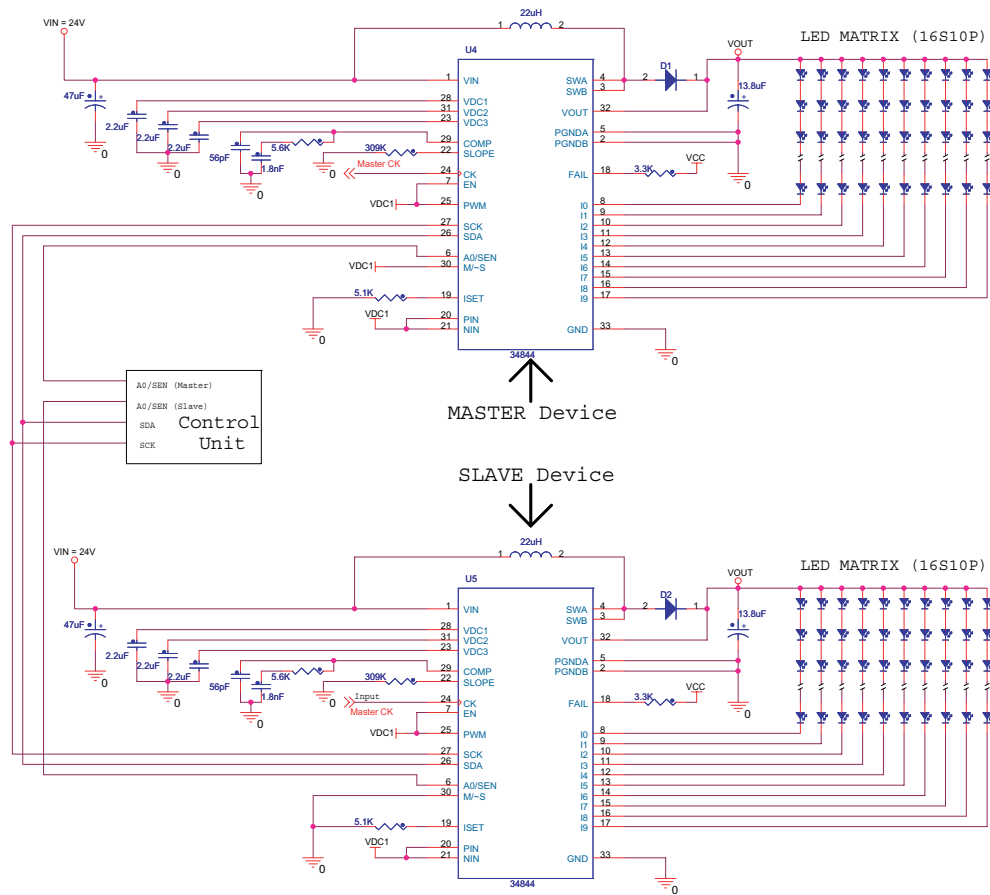 VIN = 24V
22uH
1 2
U4
VOUT
LED MATRIX (16S10P)
47uF
0
2.2uF
2.2uF
2.2uF
0
56pF
1.8nF
0
5.6K
0
309K
Master CK
VDC1
VDC1
5.1K
0
VDC1
1 VIN
28 VDC1
31 VDC2
23 VDC3
29 COMP
22 SLOPE
24 CK
7 EN
25 PWM
27 SCK
26 SDA
6 A0/SEN
30 M/~S
19 ISET
20 PIN
21 NIN
SWA 4
SWB 3
VOUT 32
PGNDA 5
PGNDB 2
FAIL 18
I0 8
I1 9
I2 10
I3 11
I4 12
I5 13
I6 14
I7 15
I8 16
I9 17
GND 33
34844
D1
2 1
13.8uF
0
3.3K
VCC
0
MASTER Device
A0/SEN (Master)
A0/SEN (Slave)
SDA
SCK
Control
Unit
SLAVE Device
VIN = 24V
22uH
1 2
U5
VOUT
LED MATRIX (16S10P)
47uF
0
2.2uF
2.2uF
2.2uF
0
56pF
1.8nF
0
5.6K
0
309K
Input
Master CK
VDC1
5.1K
0
VDC1
1 VIN
28 VDC1
31 VDC2
23 VDC3
29 COMP
22 SLOPE
24 CK
7 EN
25 PWM
27 SCK
26 SDA
6 A0/SEN
30 M/~S
19 ISET
20 PIN
21 NIN
SWA 4
SWB 3
VOUT 32
PGNDA 5
PGNDB 2
FAIL 18
I0 8
I1 9
I2 10
I3 11
I4 12
I5 13
I6 14
I7 15
I8 16
I9 17
GND 33
34844
D2
2 1
13.8uF
0
3.3K
VCC
0